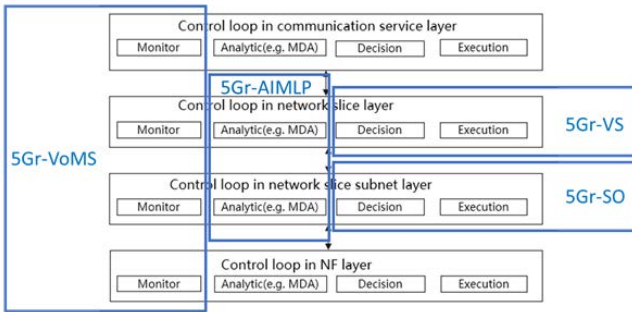 Control loop in communication service layer
Monitor Analytic(e.g. MDA) Decision Execution
5Gr-AIMLP
Control loop in network slice layer
Monitor Analytic(e.g. MDA) Decision Execution
5Gr-VS
5Gr-VoMS
Control loop in network slice subnet layer
5Gr-SO
Monitor Analytic(e.g. MDA) Decision Execution
Control loop in NF layer
Monitor Analytic(e.g. MDA) Decision Execution